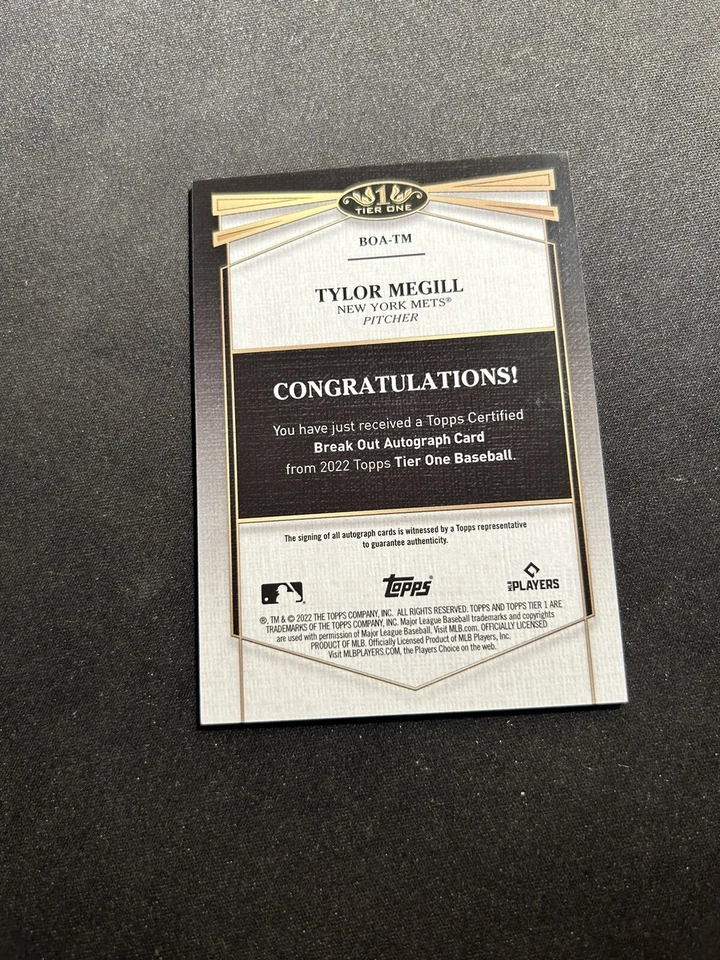 1
TIER ONE
BOA-TM
TYLOR MEGILL
NEW YORK METS®
PITCHER
CONGRATULATIONS!
You have just received a Topps Certified
Break Out Autograph Card
from 2022 Topps Tier One Baseball.
The signing of all autograph cards is witnessed by a Topps representative
to guarantee authenticity.
topps®
MLB PLAYERS
®, TM & © 2022 THE TOPPS COMPANY, INC. ALL RIGHTS RESERVED. TOPPS AND TOPPS TIER 1 ARE
TRADEMARKS OF THE TOPPS COMPANY, INC. Major League Baseball trademarks and copyrights
are used with permission of Major League Baseball. Visit MLB.com. OFFICIALLY LICENSED
PRODUCT OF MLB. Officially Licensed Product of MLB Players, Inc.
Visit MLBPLAYERS.COM, the Players Choice on the web.